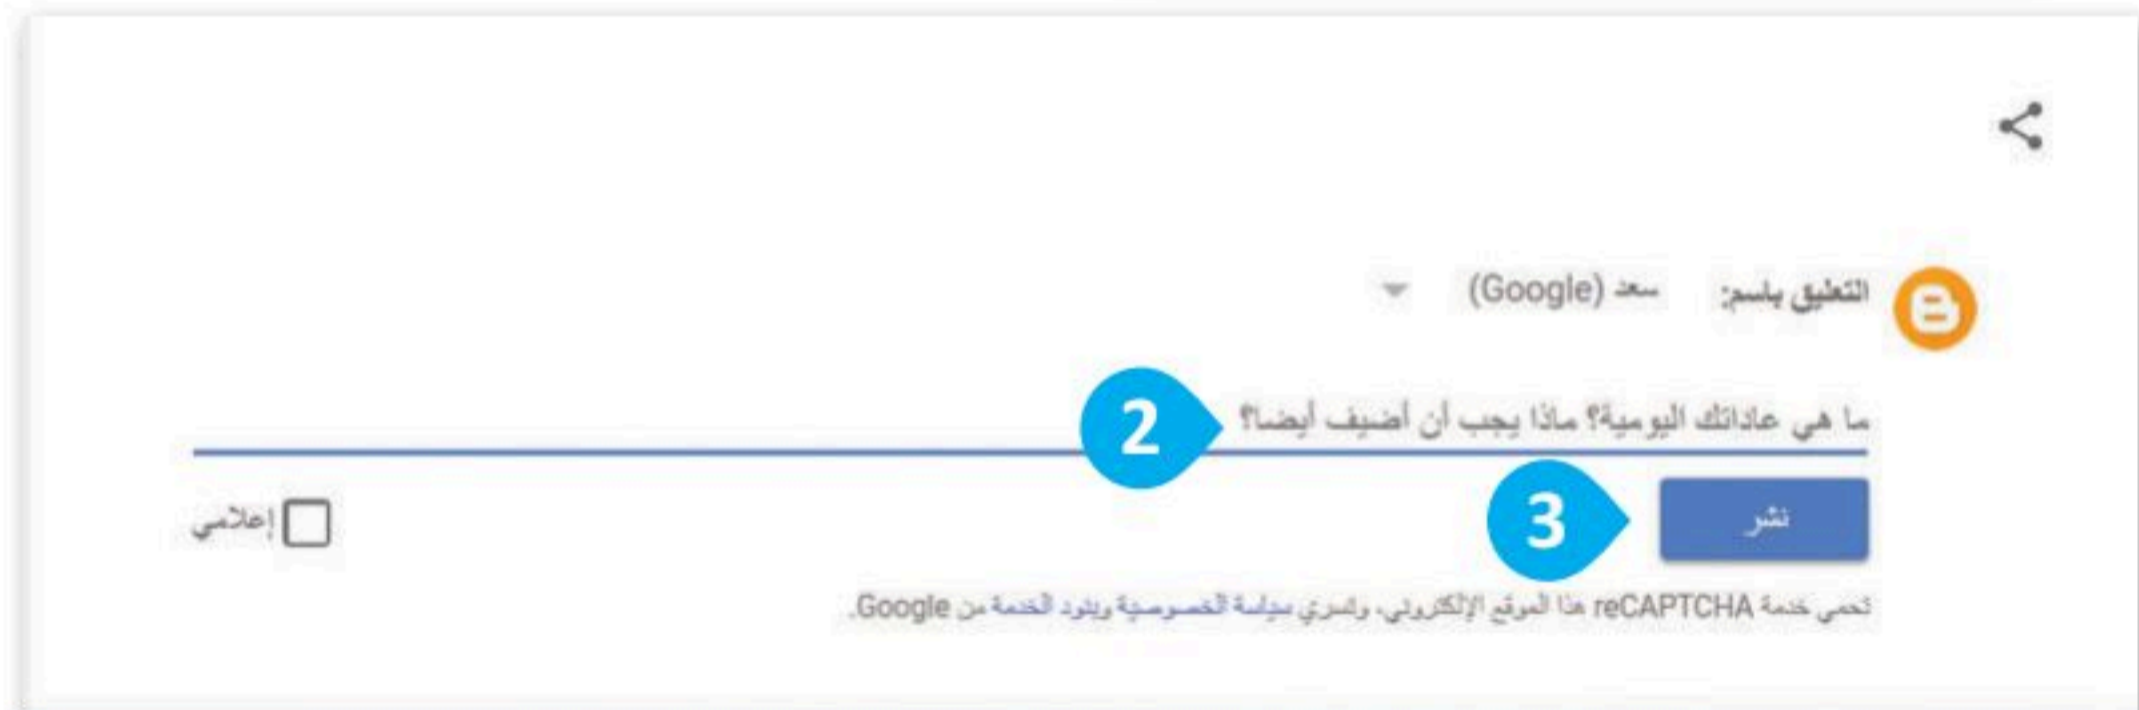 التعليق باسم: سعد (Google)
ما هي عاداتك اليومية؟ ماذا يجب أن أضيف أيضا؟
2
نشر
3
إعلامي
تحمي خدمة reCAPTCHA هذا الموقع الإلكتروني، وتسري سياسة الخصوصية وبنود الخدمة من Google.